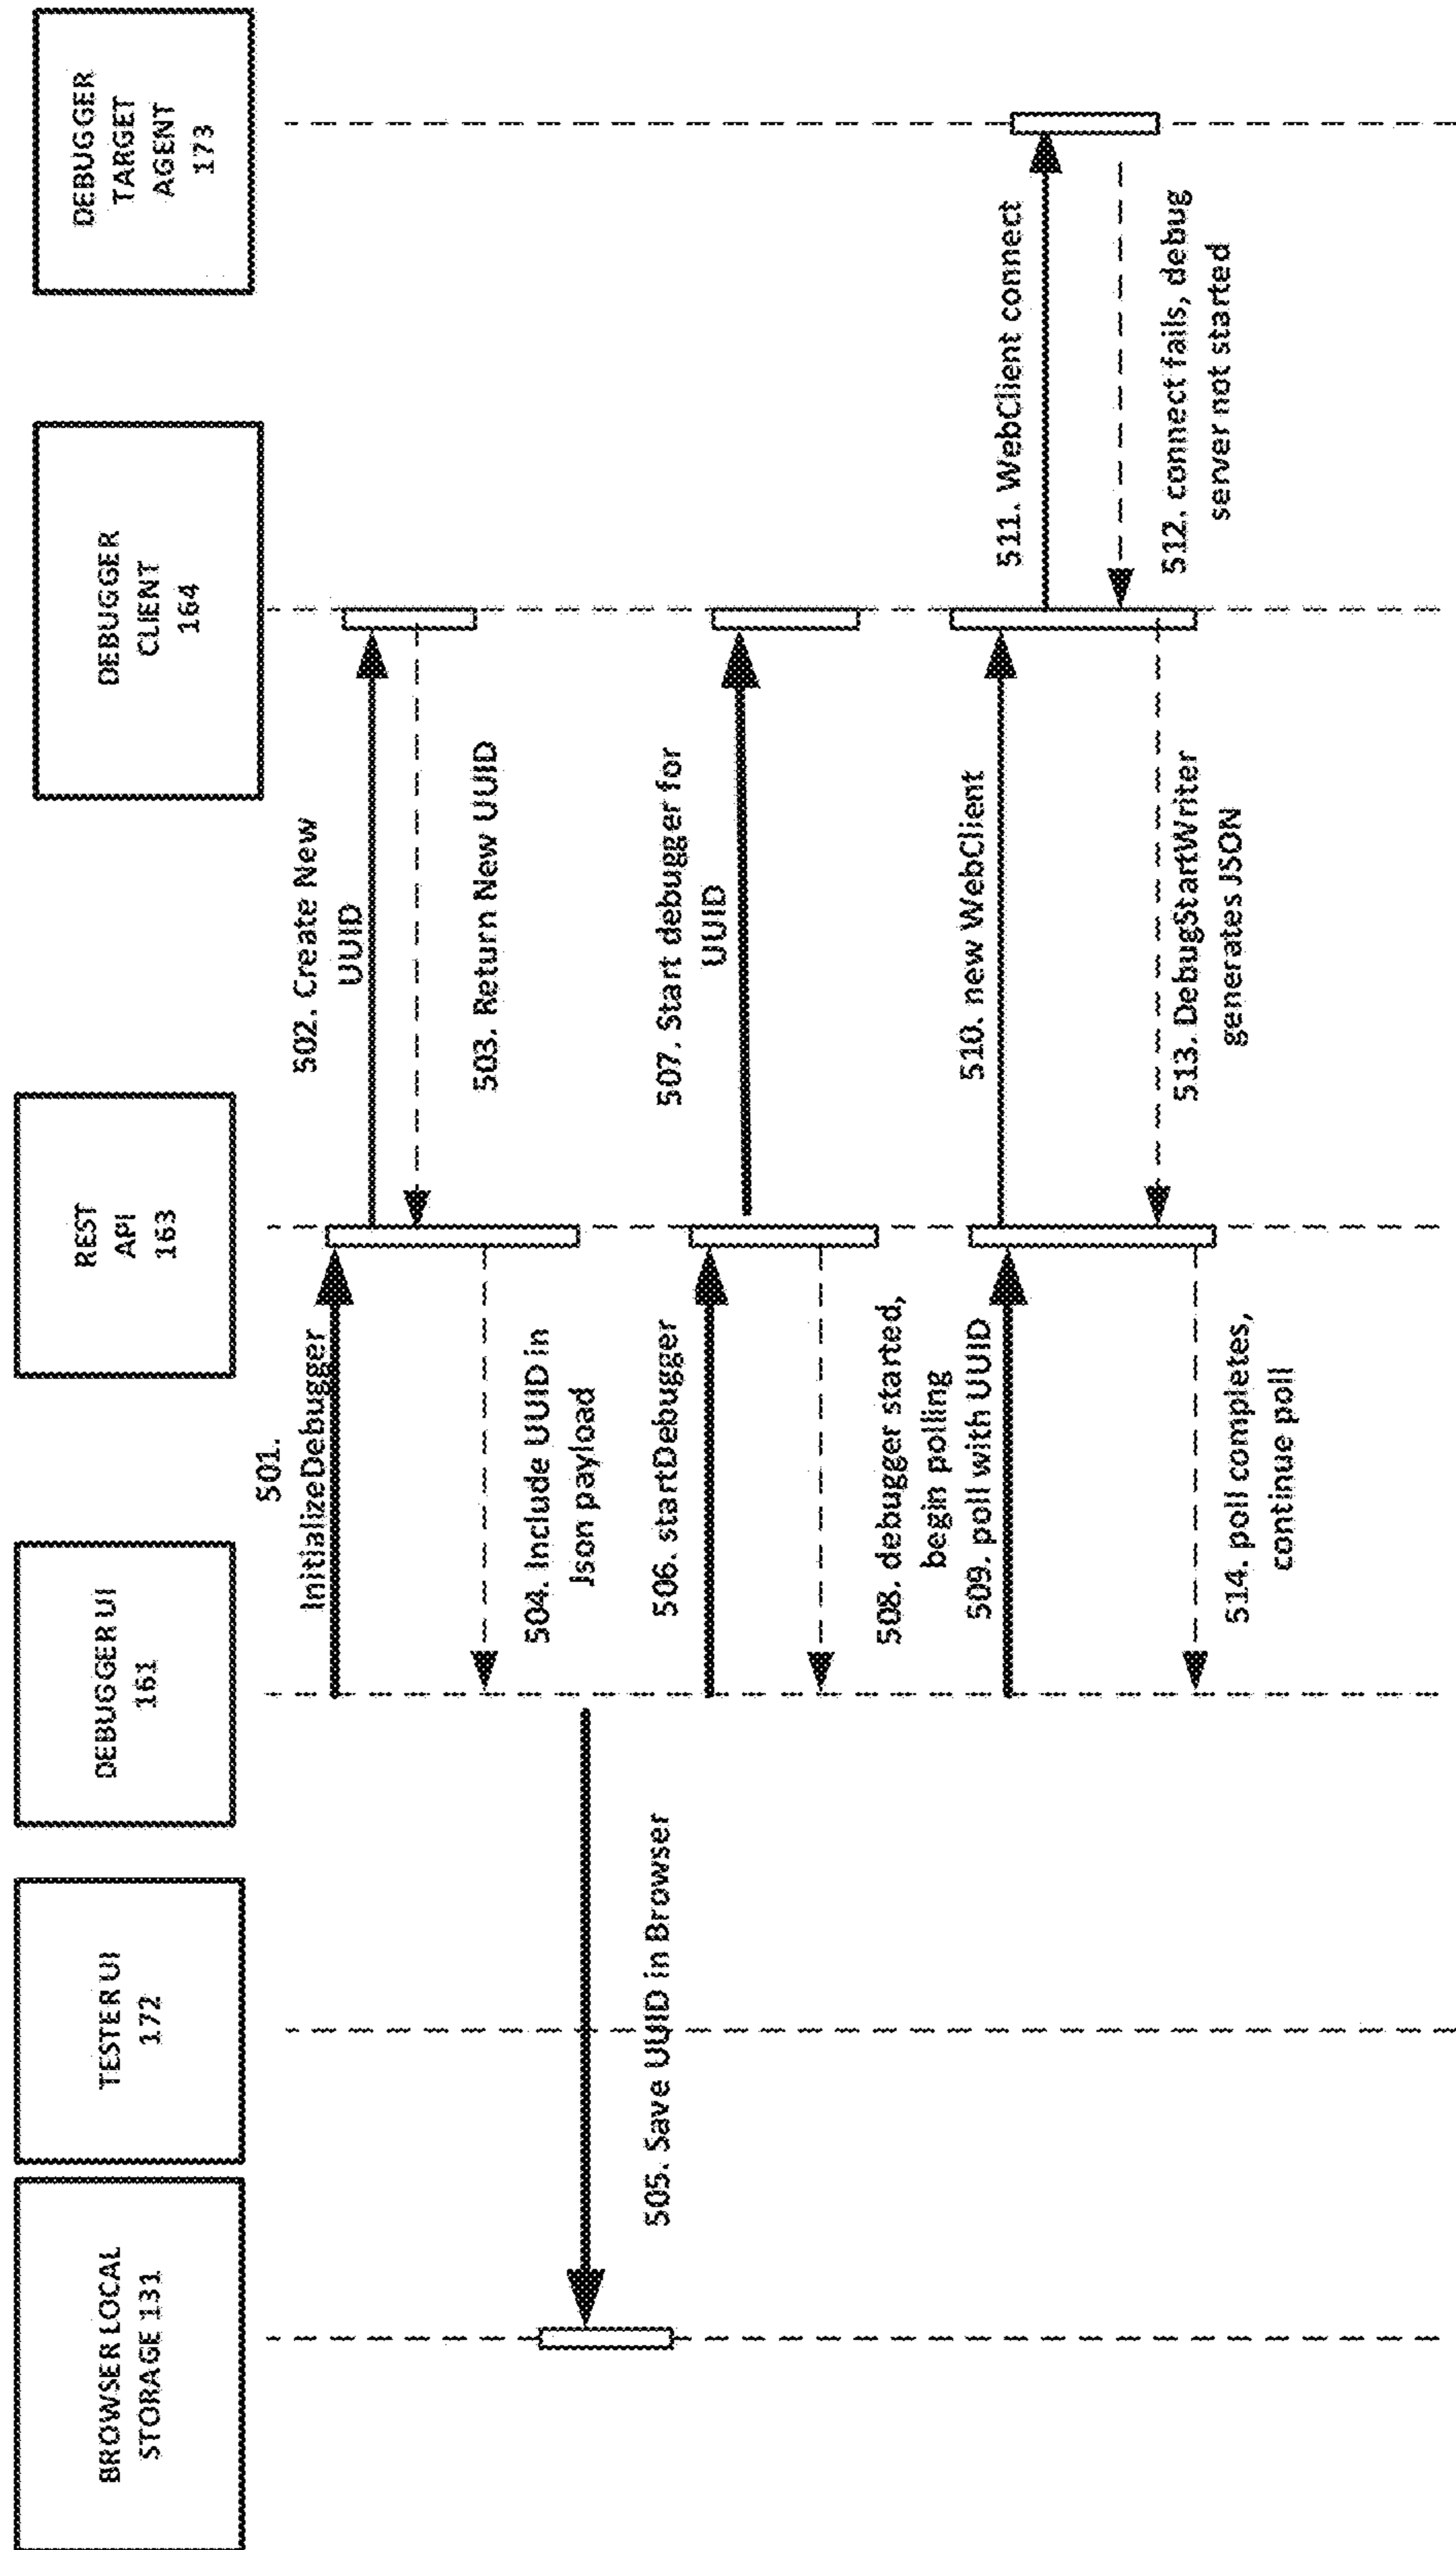 BROWSER LOCAL
STORAGE 131
TESTER UI
172
DEBUGGER UI
161
REST
API
163
DEBUGGER
CLIENT
164
DEBUGGER
TARGET
AGENT
173
501.
InitializeDebugger
502. Create New
UUID
503. Return New UUID
504. Include UUID in
Json payload
505. Save UUID in Browser
506. startDebugger
507. Start debugger for
UUID
508. debugger started,
begin polling
509. poll with UUID
510. new WebClient
511. WebClient connect
512. connect fails, debug
server not started
513. DebugStartWriter
generates JSON
514. poll completes,
continue poll